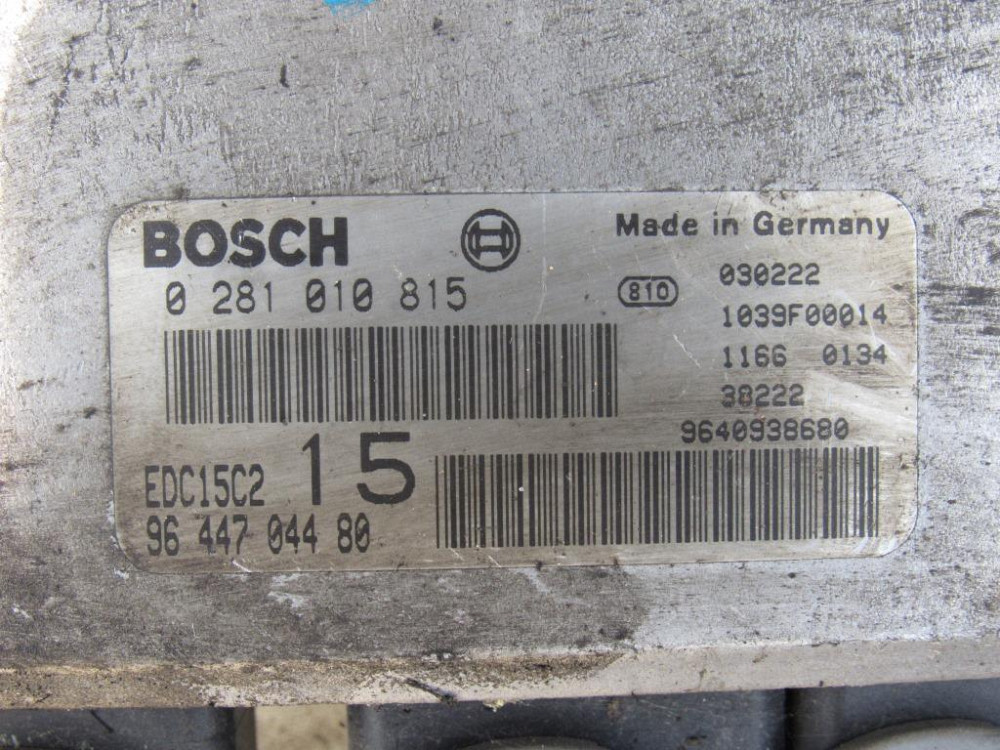 BOSCH
Made in Germany
0 281 010 815
810
030222
1039F00014
1166 0134
38222
9640938680
EDC15C2
15
96 447 044 80